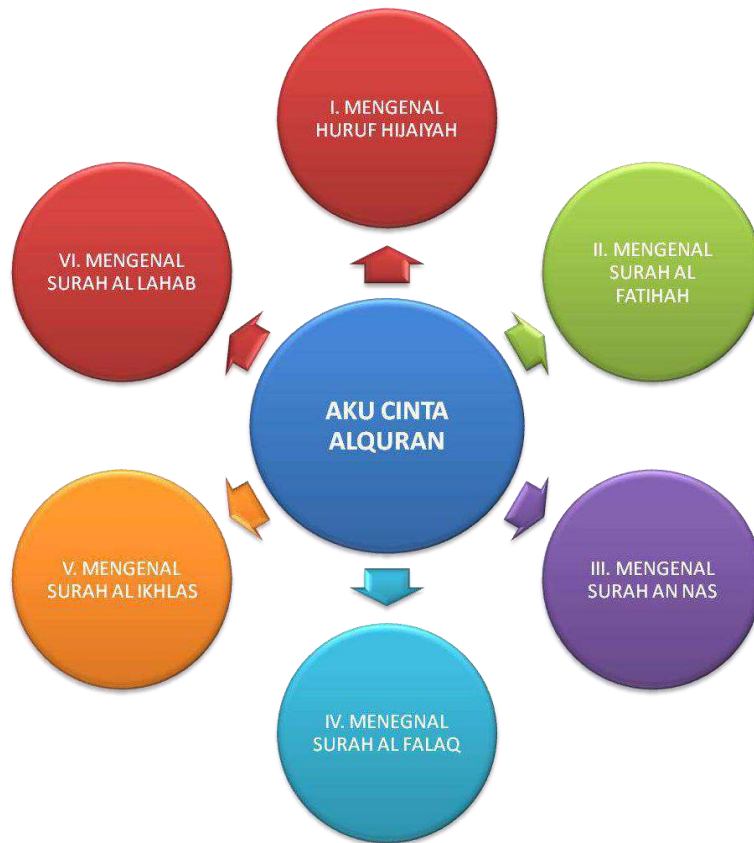 I. MENGENAL
HURUF HIJAIYAH
II. MENGENAL
SURAH AL
FATIHAH
III. MENGENAL
SURAH AN NAS
IV. MENEGNAL
SURAH AL FALAQ
V. MENGENAL
SURAH AL IKHLAS
VI. MENGENAL
SURAH AL LAHAB
AKU CINTA
ALQURAN